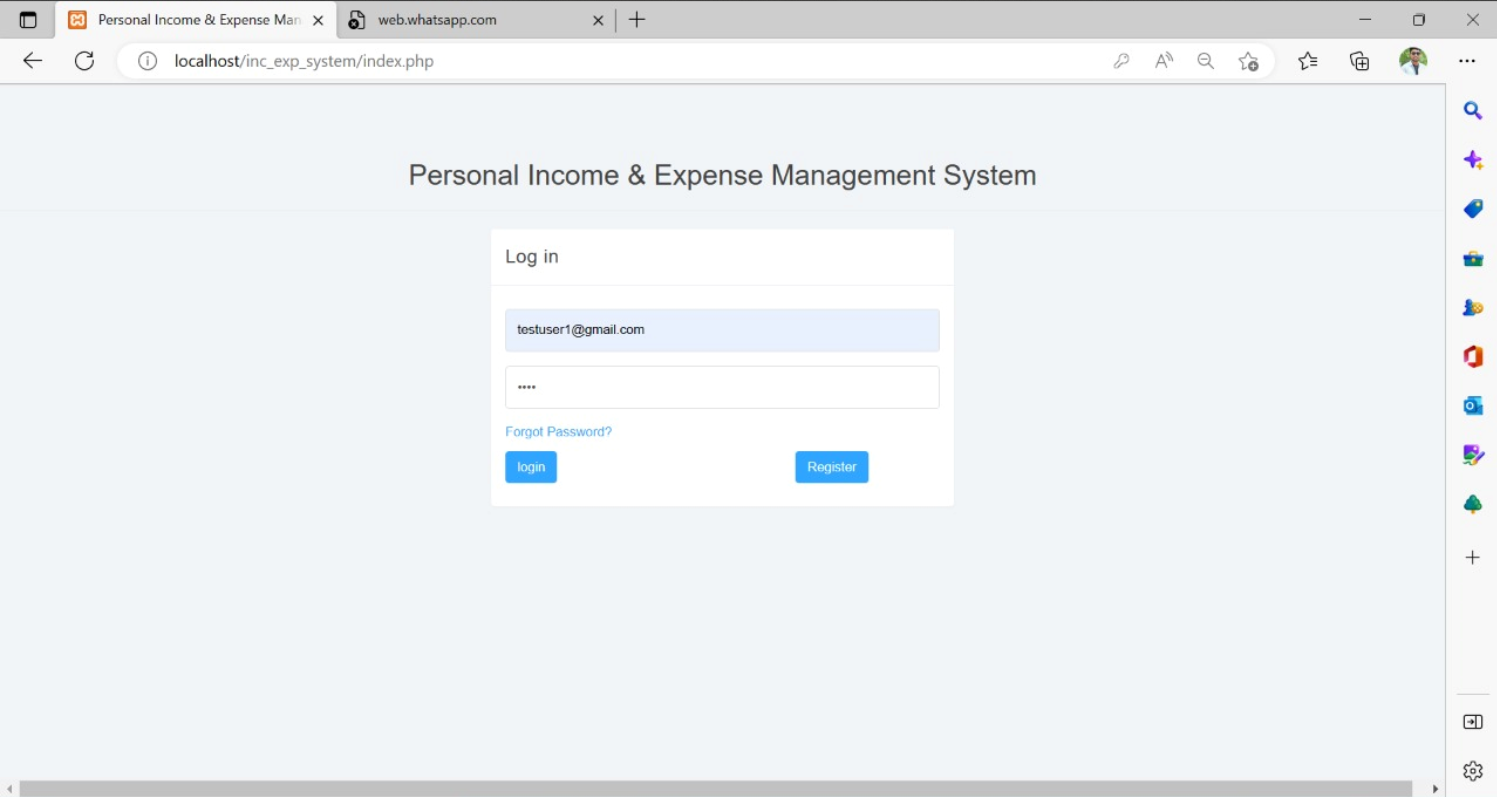 Personal Income & Expense Man
web.whatsapp.com
localhost/inc_exp_system/index.php
Personal Income & Expense Management System
Log in
testuser1@gmail.com
Forgot Password?
login
Register